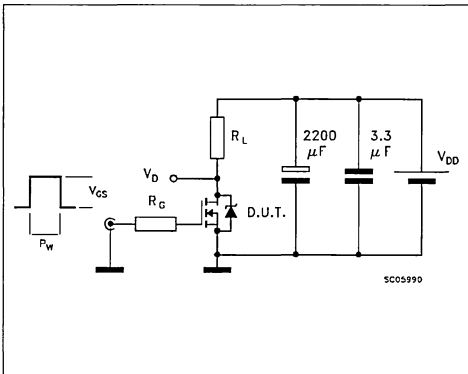 R_L
2200 μF
3.3 μF
V_DD
V_D
R_G
D.U.T.
V_GS
P_W
SC05990